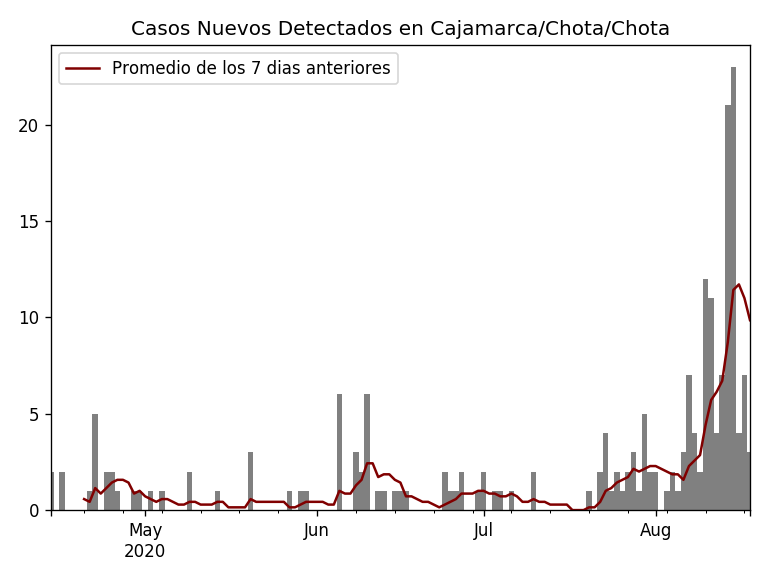 Casos Nuevos Detectados en Cajamarca/Chota/Chota
Promedio de los 7 dias anteriores
20
15
10
5
0
May Jun Jul Aug
2020